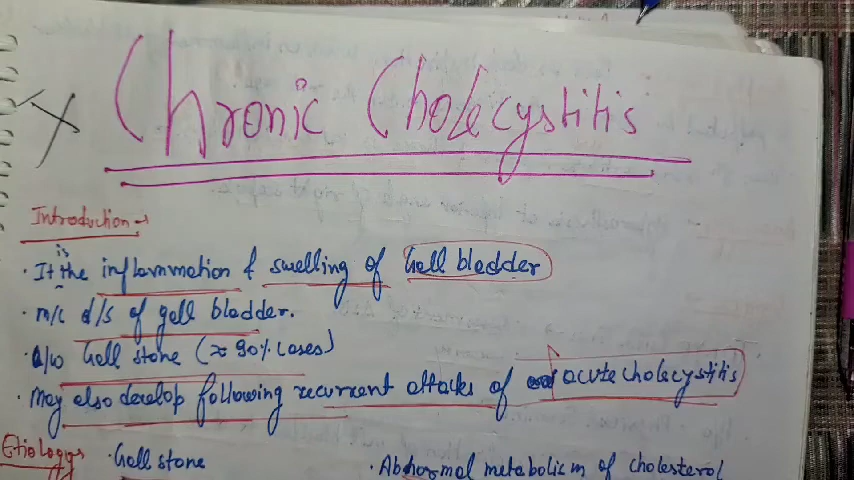 Chronic Cholecystitis
Introduction→
· It is the inflammation & swelling of Gall bladder
· m/c d/s of gall bladder.
· a/w Gall stone (≈ 90% cases)
· May also develop following recurrent attacks of acute cholecystitis
Etiology
· Gall stone
· Abnormal metabolism of cholesterol